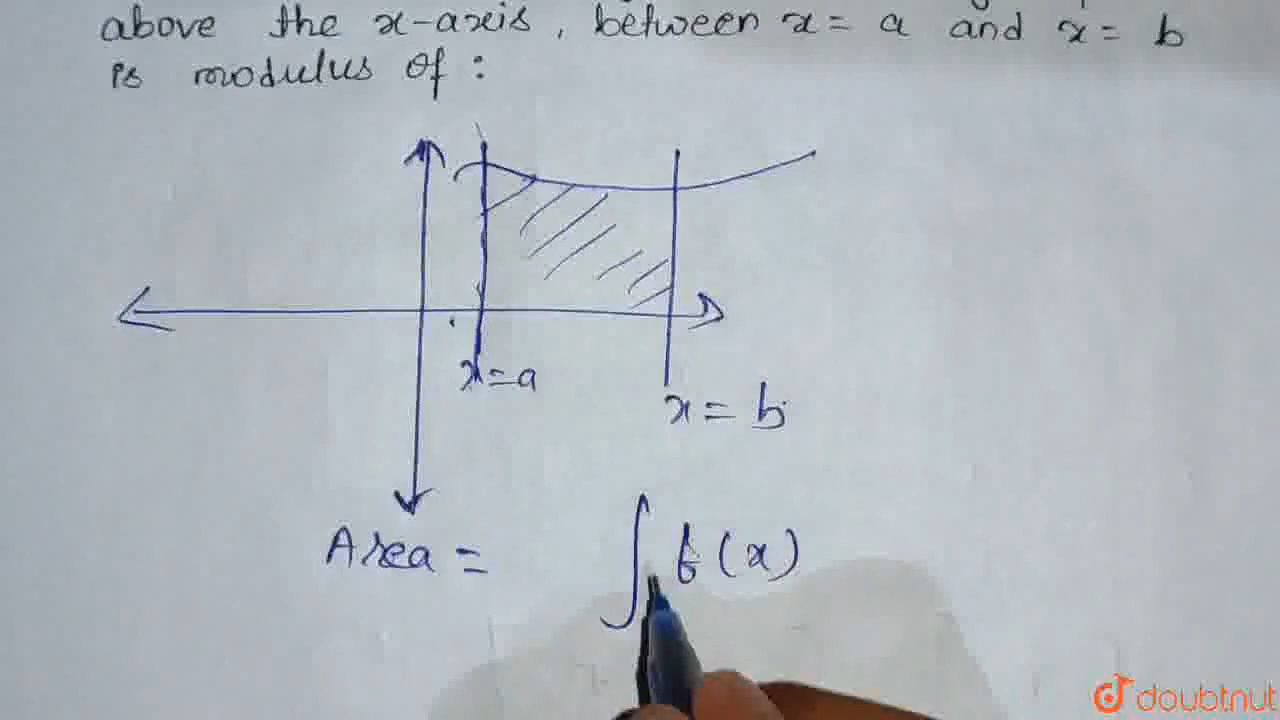 above the x-axis, between x = a and x = b
is modulus of :
x=a
x = b
Area = ∫ f(x)
doubtnut